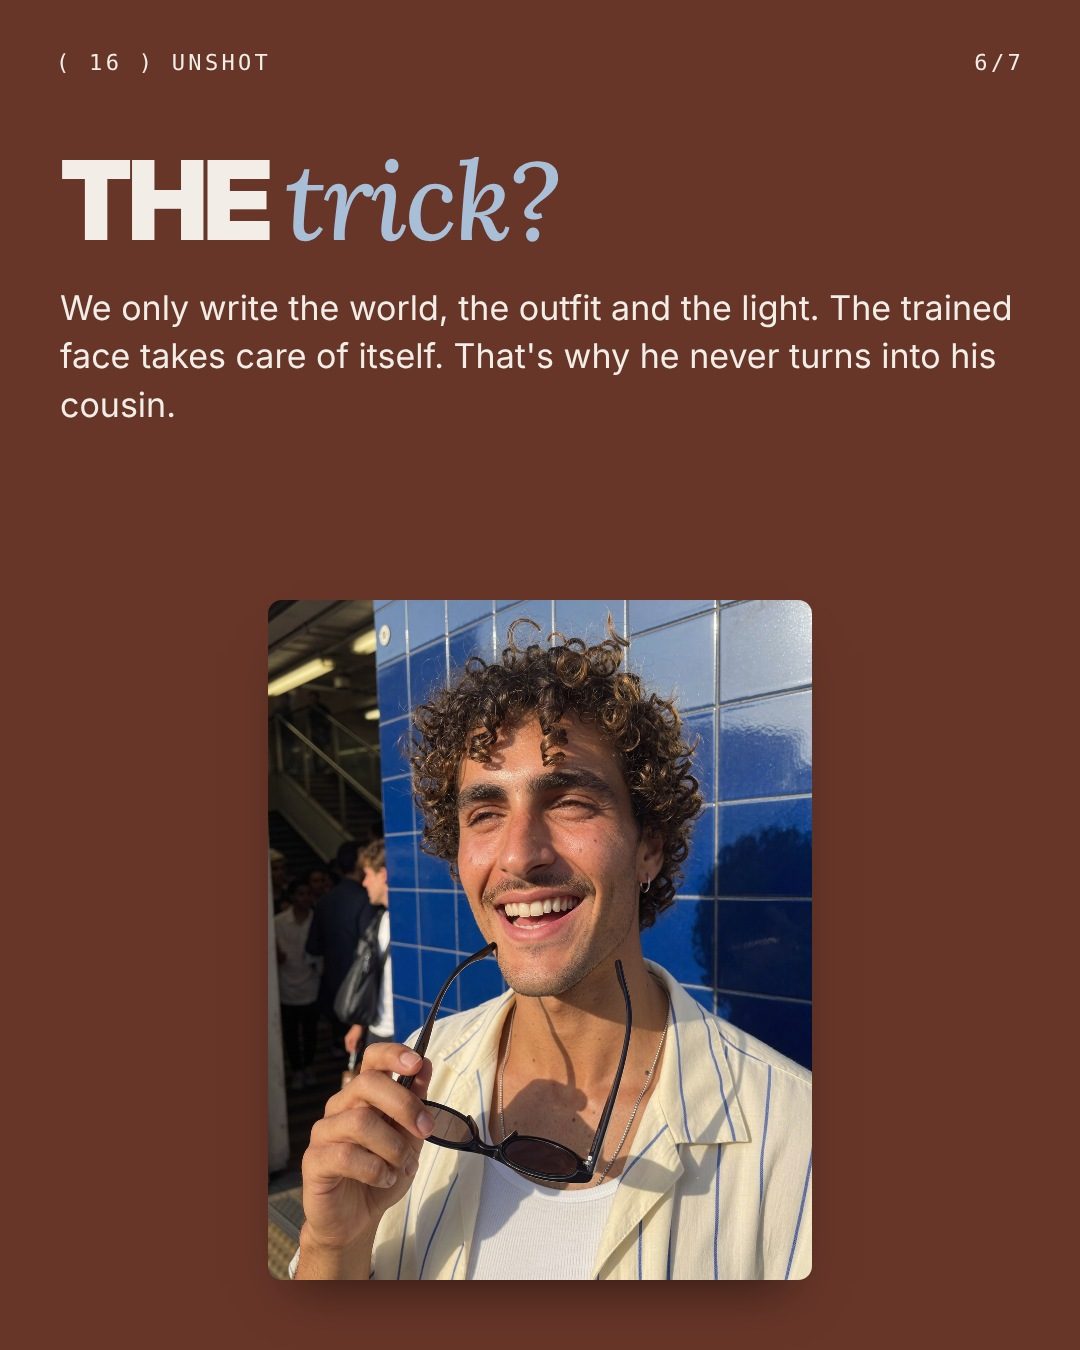 ( 16 ) UNSHOT
6/7
THE trick?
We only write the world, the outfit and the light. The trained
face takes care of itself. That's why he never turns into his
cousin.